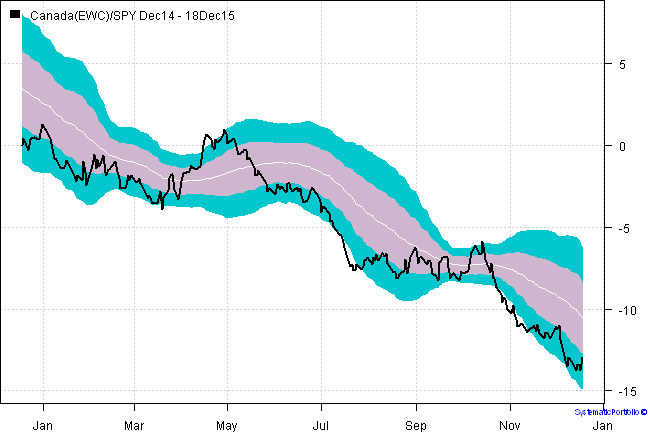 Canada(EWC)/SPY Dec14 - 18Dec15
5
0
-5
-10
-15
SystematicPortfolio ©
Jan Mar May Jul Sep Nov Jan